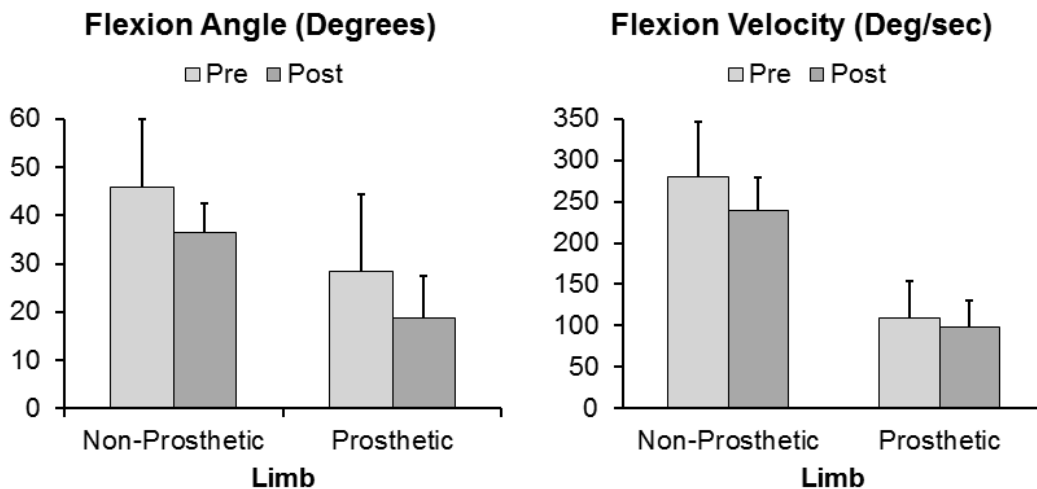 Flexion Angle (Degrees)
Pre Post
60
50
40
30
20
10
0
Non-Prosthetic Prosthetic
Limb
Flexion Velocity (Deg/sec)
Pre Post
350
300
250
200
150
100
50
0
Non-Prosthetic Prosthetic
Limb